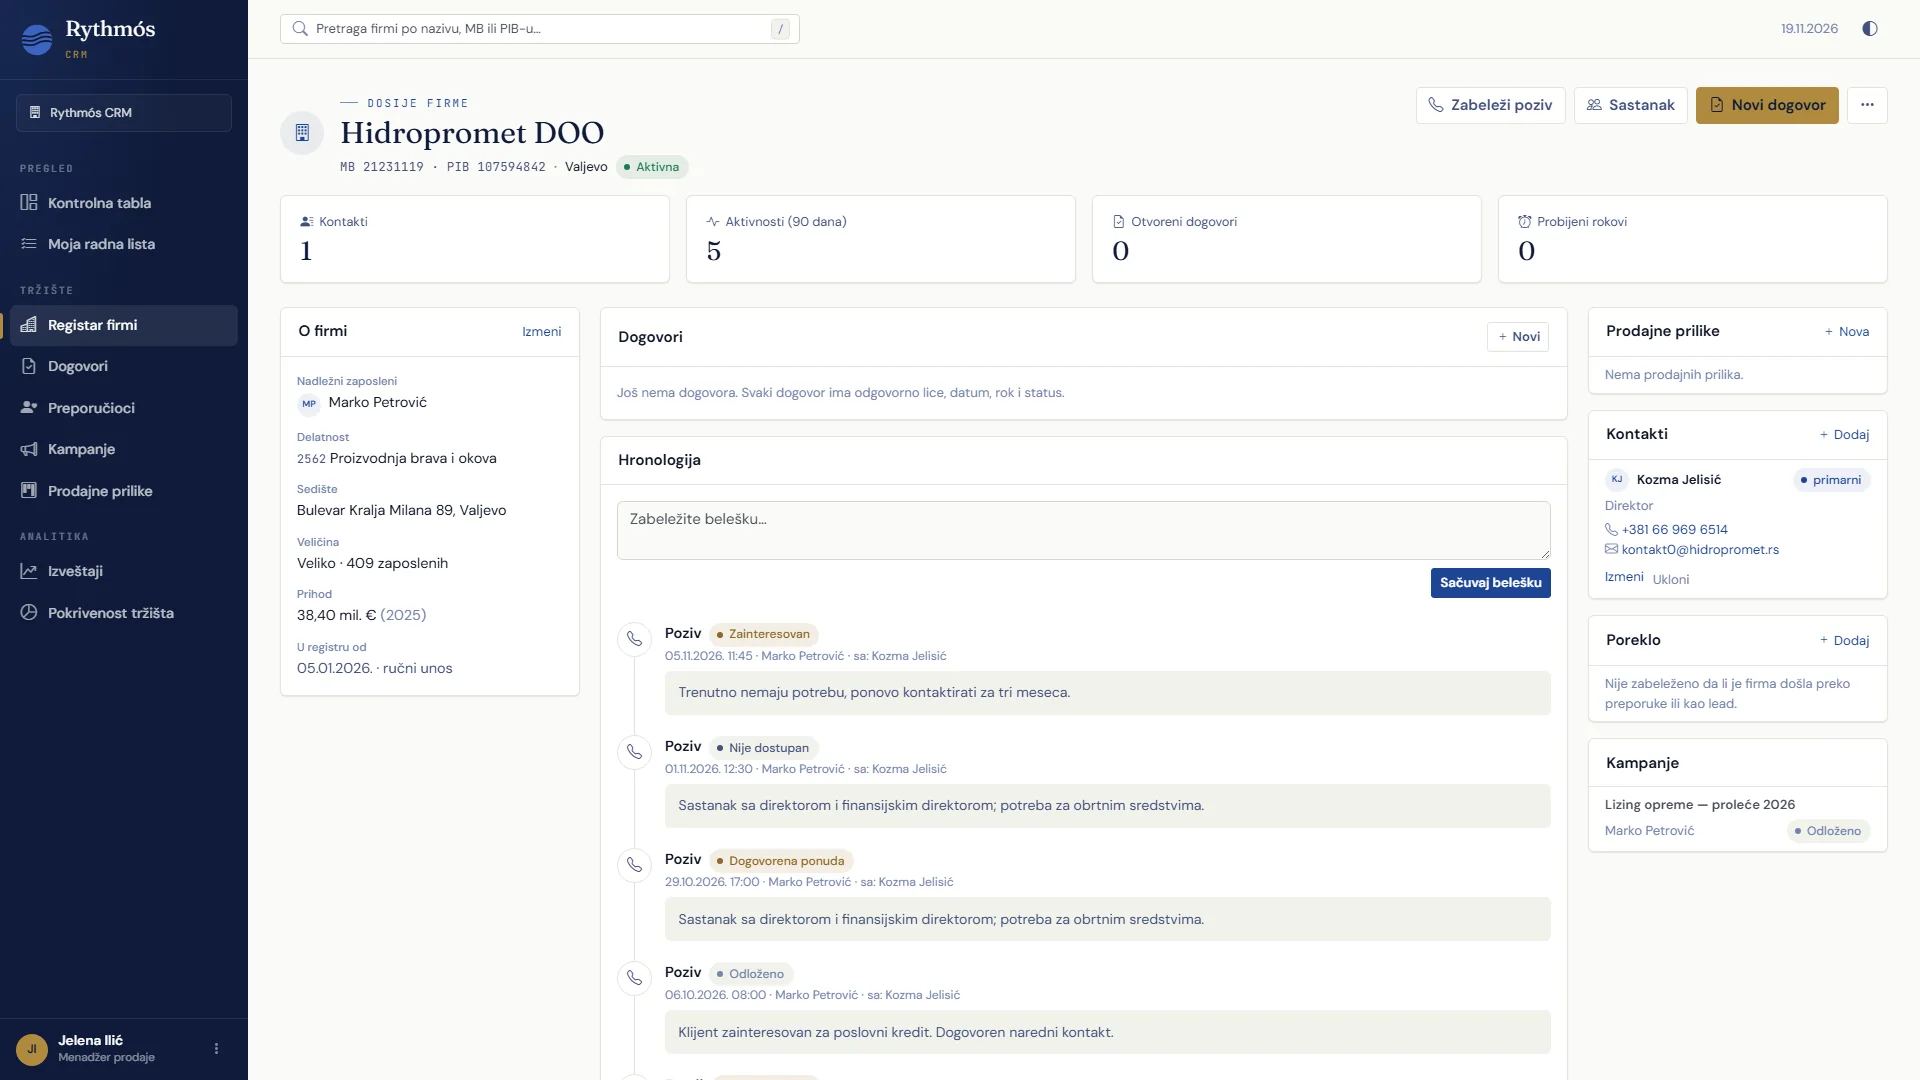 Rythmós
CRM
Rythmós CRM
PREGLED
Kontrolna tabla
Moja radna lista
TRŽIŠTE
Registar firmi
Dogovori
Preporučioci
Kampanje
Prodajne prilike
ANALITIKA
Izveštaji
Pokrivenost tržišta
JI
Jelena Ilić
Menadžer prodaje
Pretraga firmi po nazivu, MB ili PIB-u...
/
19.11.2026
DOSIJE FIRME
Hidropromet DOO
MB 21231119 · PIB 107594842 · Valjevo Aktivna
Zabeleži poziv
Sastanak
Novi dogovor
Kontakti
1
Aktivnosti (90 dana)
5
Otvoreni dogovori
0
Probijeni rokovi
0
O firmi Izmeni
Nadležni zaposleni
MP Marko Petrović
Delatnost
2562 Proizvodnja brava i okova
Sedište
Bulevar Kralja Milana 89, Valjevo
Veličina
Veliko · 409 zaposlenih
Prihod
38,40 mil. € (2025)
U registru od
05.01.2026. · ručni unos
Dogovori + Novi
Još nema dogovora. Svaki dogovor ima odgovorno lice, datum, rok i status.
Hronologija
Zabeležite belešku...
Sačuvaj belešku
Poziv Zainteresovan
05.11.2026. 11:45 · Marko Petrović · sa: Kozma Jelisić
Trenutno nemaju potrebu, ponovo kontaktirati za tri meseca.
Poziv Nije dostupan
01.11.2026. 12:30 · Marko Petrović · sa: Kozma Jelisić
Sastanak sa direktorom i finansijskim direktorom; potreba za obrtnim sredstvima.
Poziv Dogovorena ponuda
29.10.2026. 17:00 · Marko Petrović · sa: Kozma Jelisić
Sastanak sa direktorom i finansijskim direktorom; potreba za obrtnim sredstvima.
Poziv Odloženo
06.10.2026. 08:00 · Marko Petrović · sa: Kozma Jelisić
Klijent zainteresovan za poslovni kredit. Dogovoren naredni kontakt.
Prodajne prilike + Nova
Nema prodajnih prilika.
Kontakti + Dodaj
KJ Kozma Jelisić primarni
Direktor
+381 66 969 6514
kontakt0@hidropromet.rs
Izmeni Ukloni
Poreklo + Dodaj
Nije zabeleženo da li je firma došla preko
preporuke ili kao lead.
Kampanje
Lizing opreme — proleće 2026
Marko Petrović Odloženo